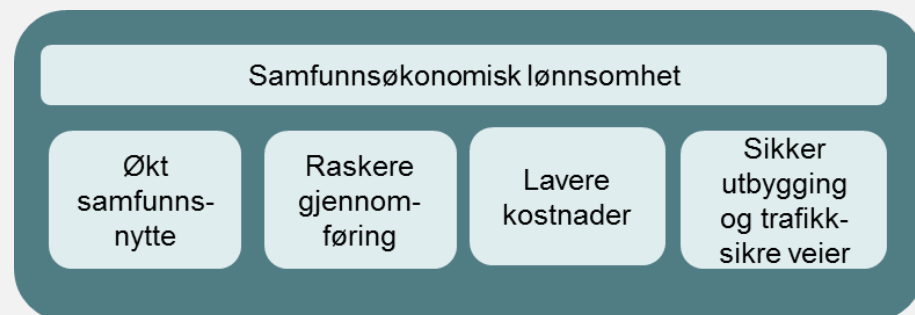 Samfunnsøkonomisk lønnsomhet
Økt
samfunns-
nytte
Raskere
gjennom-
føring
Lavere
kostnader
Sikker
utbygging
og trafikk-
sikre veier